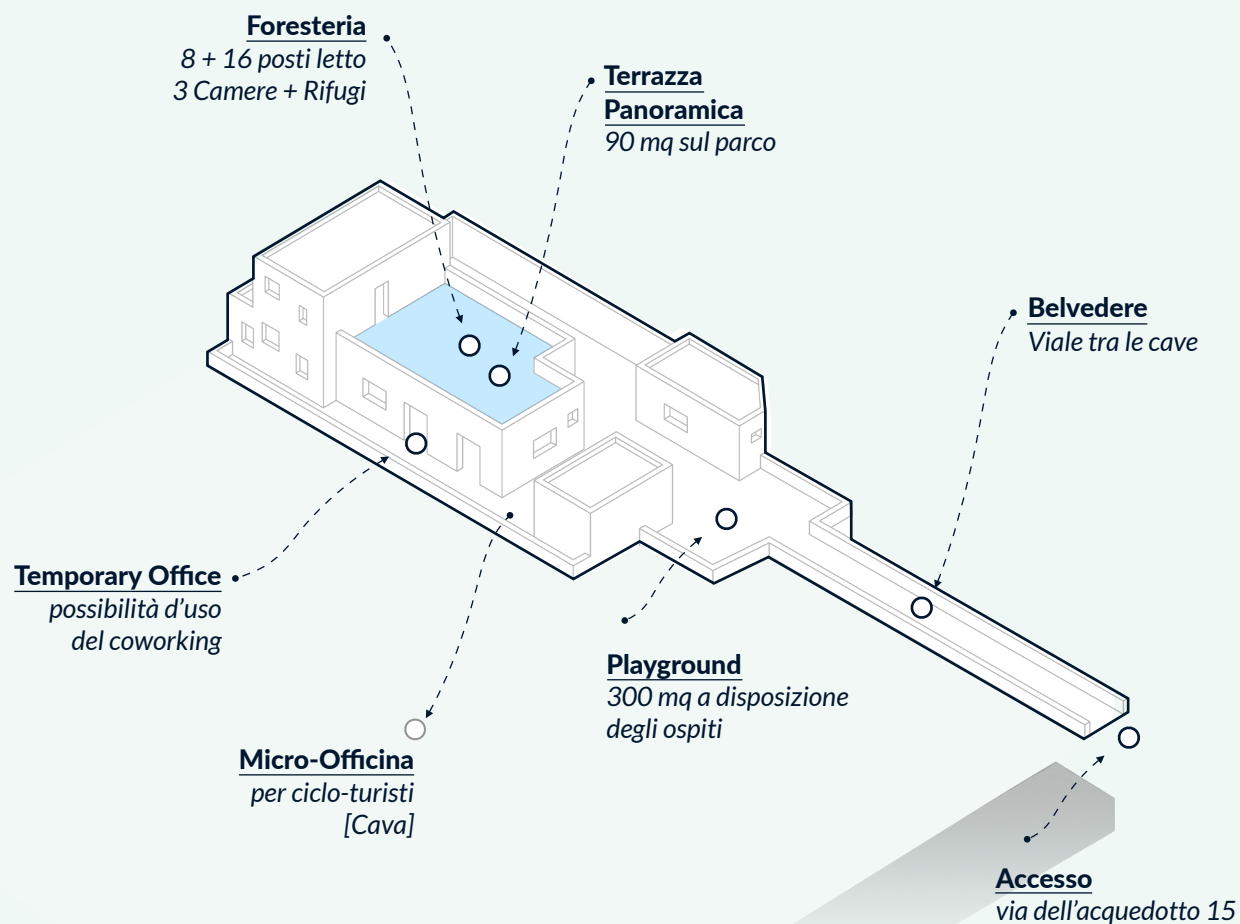 Foresteria
8 + 16 posti letto
3 Camere + Rifugi
Terrazza
Panoramica
90 mq sul parco
Belvedere
Viale tra le cave
Temporary Office
possibilità d’uso
del coworking
Playground
300 mq a disposizione
degli ospiti
Micro-Officina
per ciclo-turisti
[Cava]
Accesso
via dell’acquedotto 15